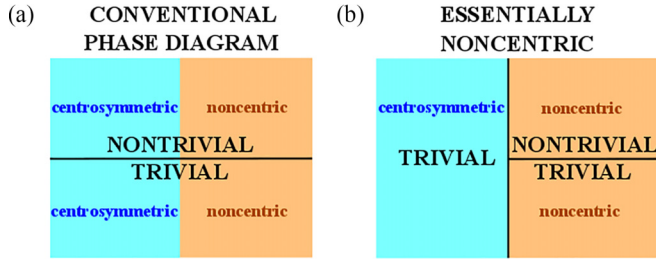 (a) CONVENTIONAL
PHASE DIAGRAM
centrosymmetric noncentric
NONTRIVIAL
TRIVIAL
centrosymmetric noncentric
(b) ESSENTIALLY
NONCENTRIC
centrosymmetric noncentric
TRIVIAL
NONTRIVIAL
TRIVIAL
noncentric